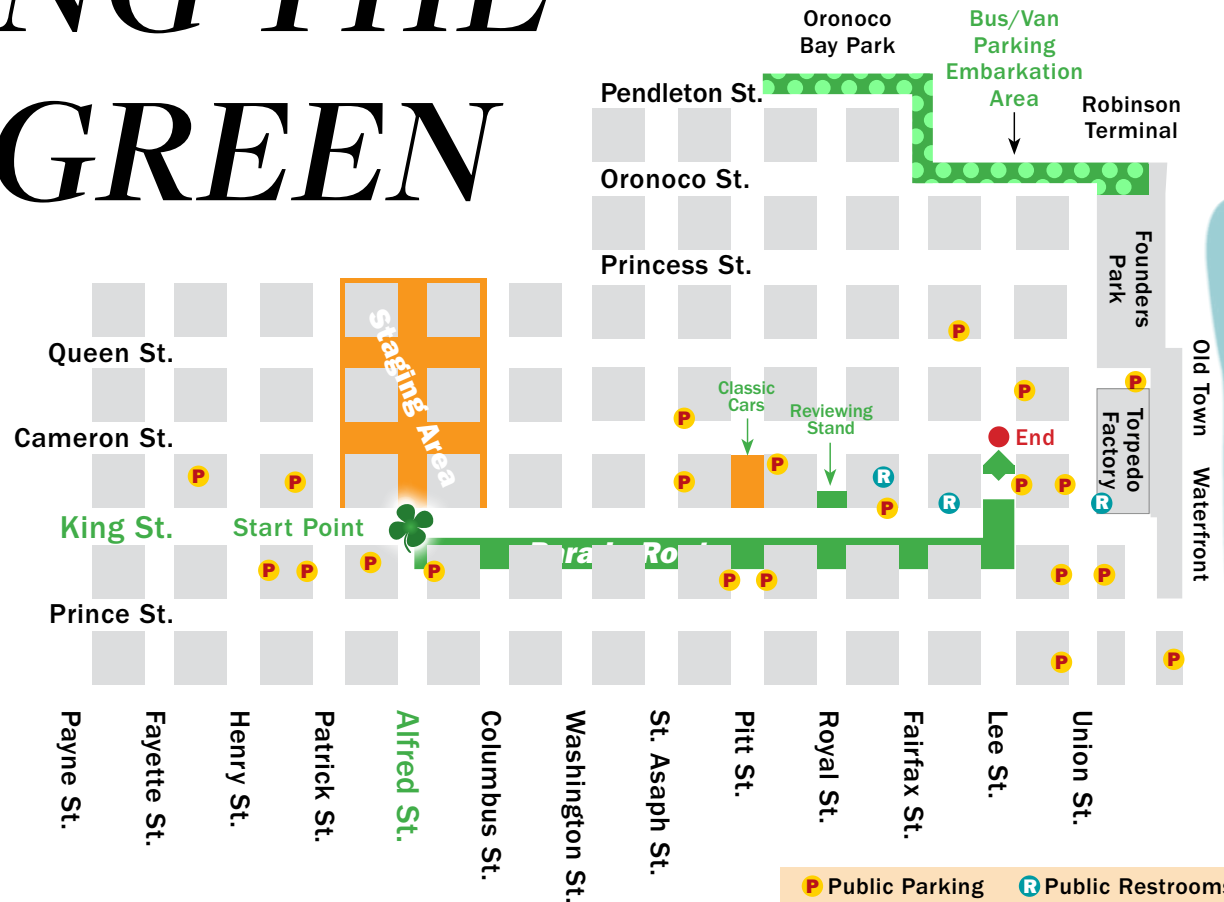 NG THE
GREEN
Oronoco
Bay Park
Bus/Van
Parking
Embarkation
Area
Robinson
Terminal
Pendleton St.
Oronoco St.
Princess St.
Founders
Park
Queen St.
Cameron St.
Staging Area
Old Town Waterfront
Classic
Cars
Reviewing
Stand
End
Torpedo
Factory
P
P
P
P
P
P
P
P
R
P
P
P
R
R
King St.
Start Point
P
P
P
P
P
P
P
P
Prince St.
P
P
Payne St.
Fayette St.
Henry St.
Patrick St.
Alfred St.
Columbus St.
Washington St.
St. Asaph St.
Pitt St.
Royal St.
Fairfax St.
Lee St.
Union St.
P Public Parking
R Public Restrooms